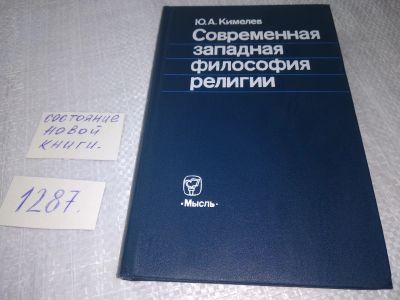 Ю.А.Кимелев
Современная
западная
философия
религии
«Мысль»
состояние
новой
книги.
1287.